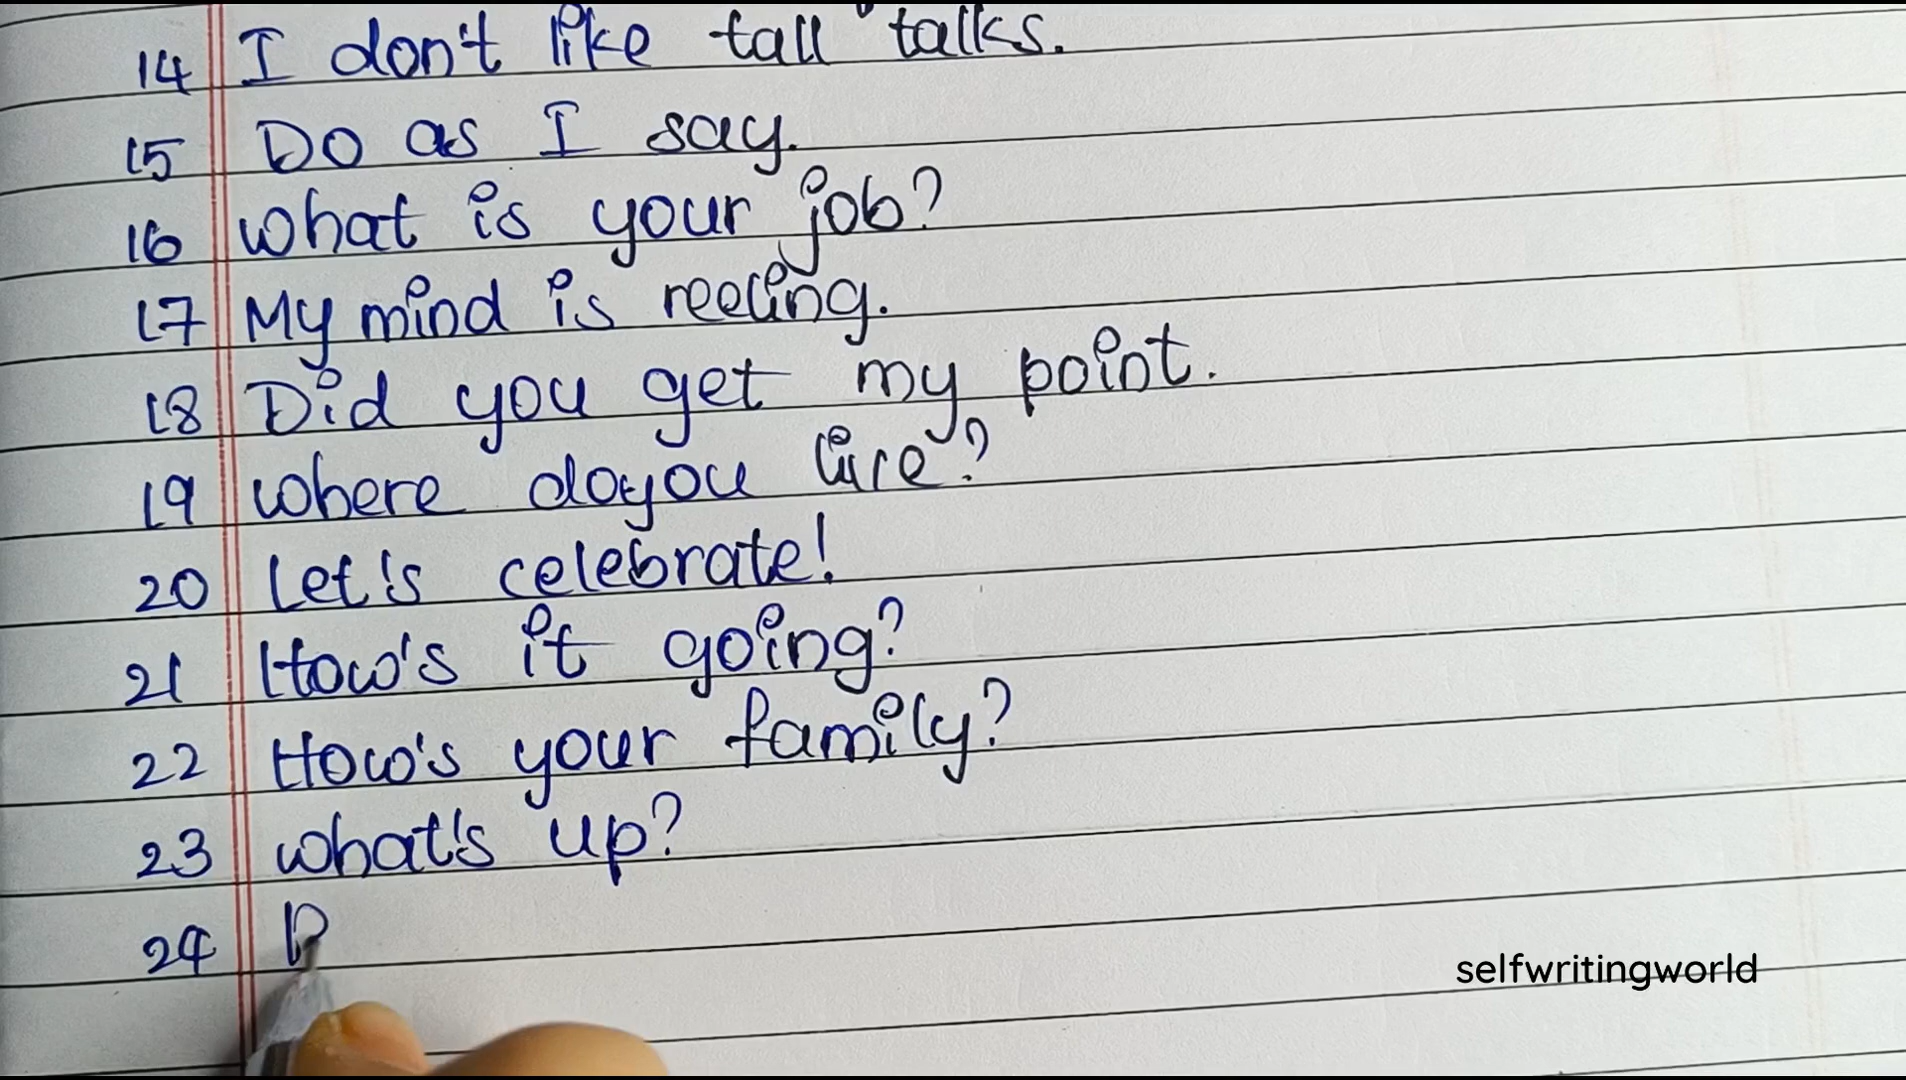 14 I don't like tall talks.
15 Do as I say.
16 What is your job?
17 My mind is reeling.
18 Did you get my point.
19 Where doyou live?
20 Let's celebrate!
21 How's it going?
22 How's your family?
23 What's up?
24
selfwritingworld